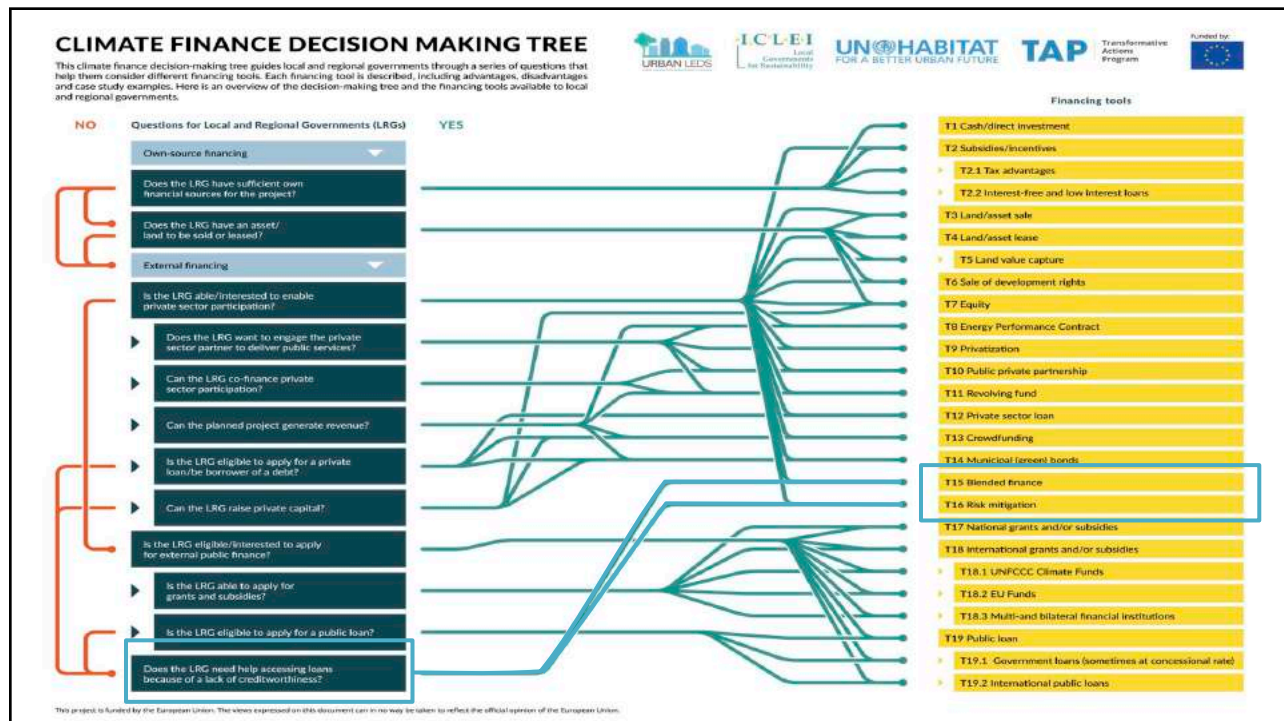 CLIMATE FINANCE DECISION MAKING TREE
This climate finance decision-making tree guides local and regional governments through a series of questions that
help them consider different financing tools. Each financing tool is described, including advantages, disadvantages
and case study examples. Here is an overview of the decision-making tree and the financing tools available to local
and regional governments.
URBAN LEDS
I.C.L.E.I
Local
Governments
for Sustainability
UN HABITAT
FOR A BETTER URBAN FUTURE
TAP
Transformative
Actions
Program
Funded by:
NO
Questions for Local and Regional Governments (LRGs)
YES
Own-source financing
Does the LRG have sufficient own
financial sources for the project?
Does the LRG have an asset/
land to be sold or leased?
External financing
Is the LRG able/interested to enable
private sector participation?
Does the LRG want to engage the private
sector partner to deliver public services?
Can the LRG co-finance private
sector participation?
Can the planned project generate revenue?
Is the LRG eligible to apply for a private
loan/be borrower of a debt?
Can the LRG raise private capital?
Is the LRG eligible/interested to apply
for external public finance?
Is the LRG able to apply for
grants and subsidies?
Is the LRG eligible to apply for a public loan?
Does the LRG need help accessing loans
because of a lack of creditworthiness?
Financing tools
T1 Cash/direct investment
T2 Subsidies/incentives
T2.1 Tax advantages
T2.2 Interest-free and low interest loans
T3 Land/asset sale
T4 Land/asset lease
T5 Land value capture
T6 Sale of development rights
T7 Equity
T8 Energy Performance Contract
T9 Privatization
T10 Public private partnership
T11 Revolving fund
T12 Private sector loan
T13 Crowdfunding
T14 Municipal (green) bonds
T15 Blended finance
T16 Risk mitigation
T17 National grants and/or subsidies
T18 International grants and/or subsidies
T18.1 UNFCCC Climate Funds
T18.2 EU Funds
T18.3 Multi-and bilateral financial institutions
T19 Public loan
T19.1 Government loans (sometimes at concessional rate)
T19.2 International public loans
This project is funded by the European Union. The views expressed on this document can in no way be taken to reflect the official opinion of the European Union.